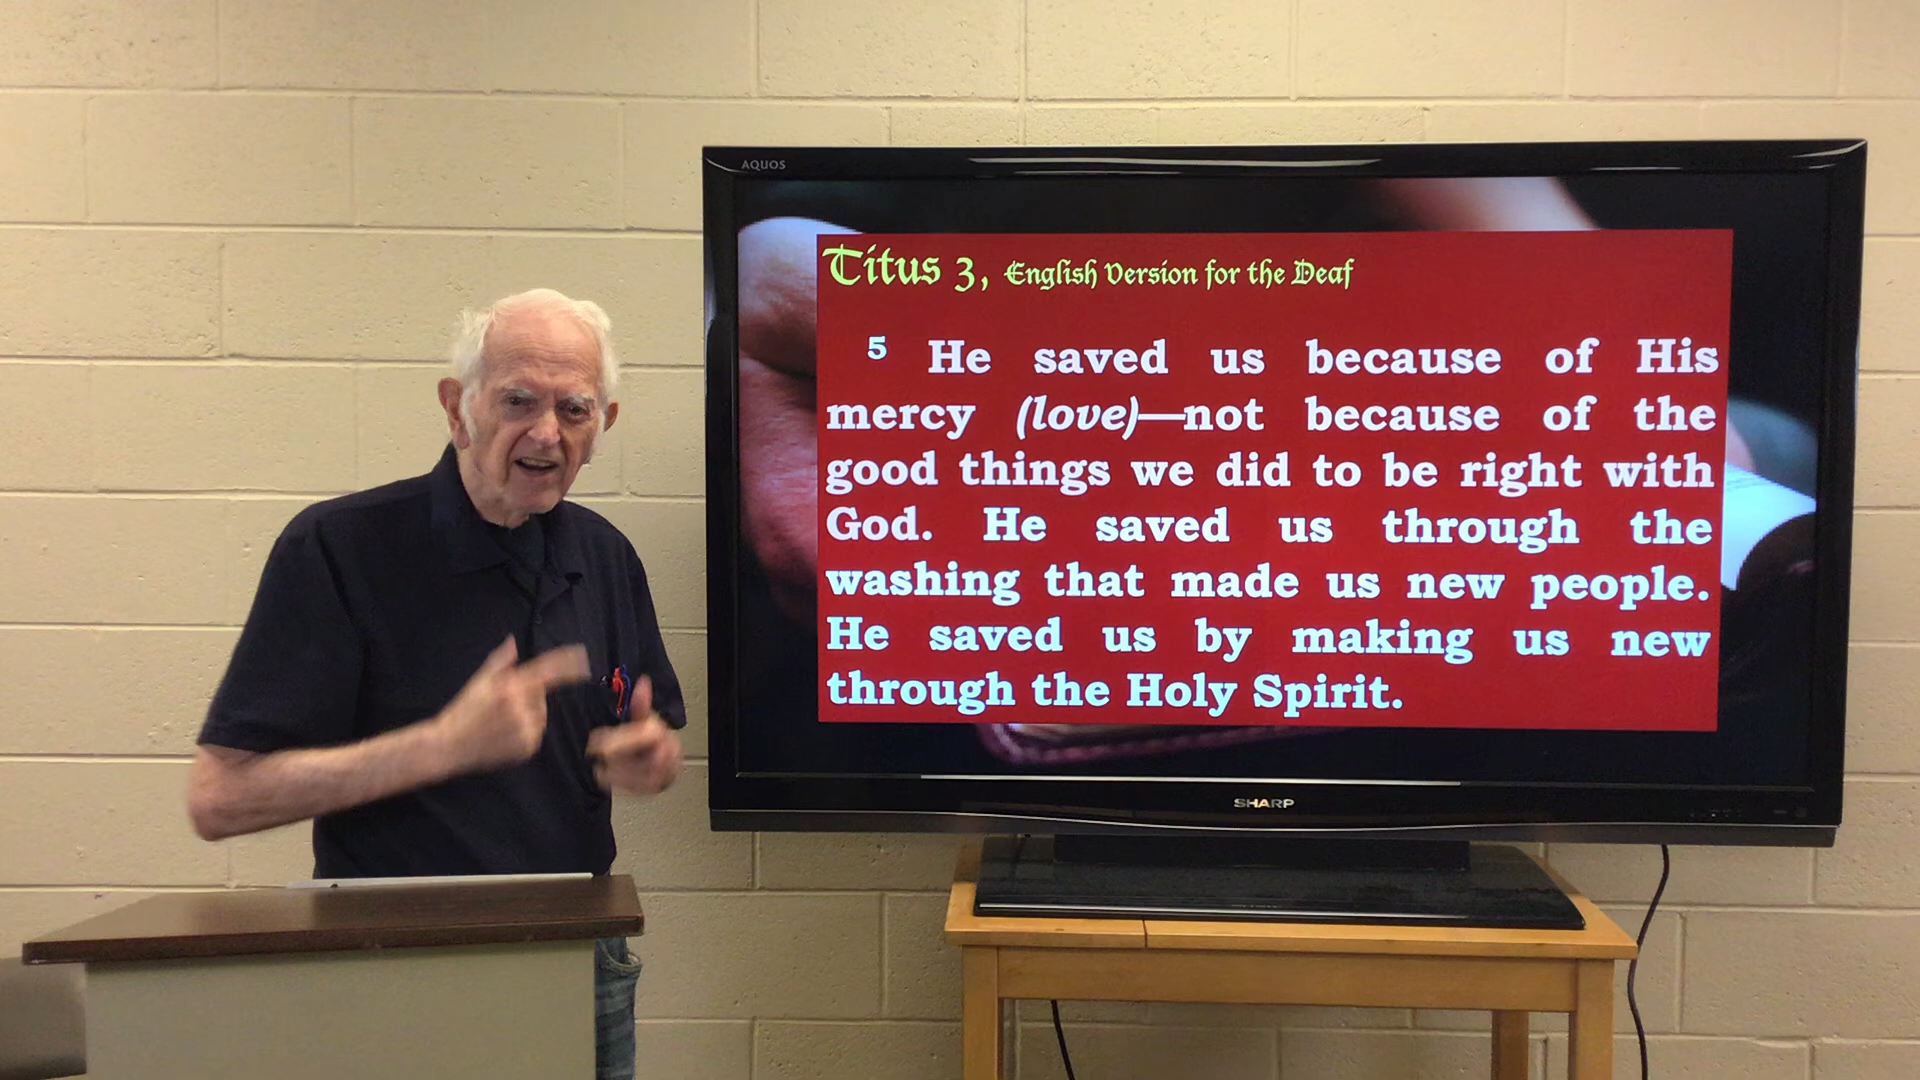 AQUOS
Titus 3, English Version for the Deaf
5 He saved us because of His
mercy (love)—not because of the
good things we did to be right with
God. He saved us through the
washing that made us new people.
He saved us by making us new
through the Holy Spirit.
SHARP